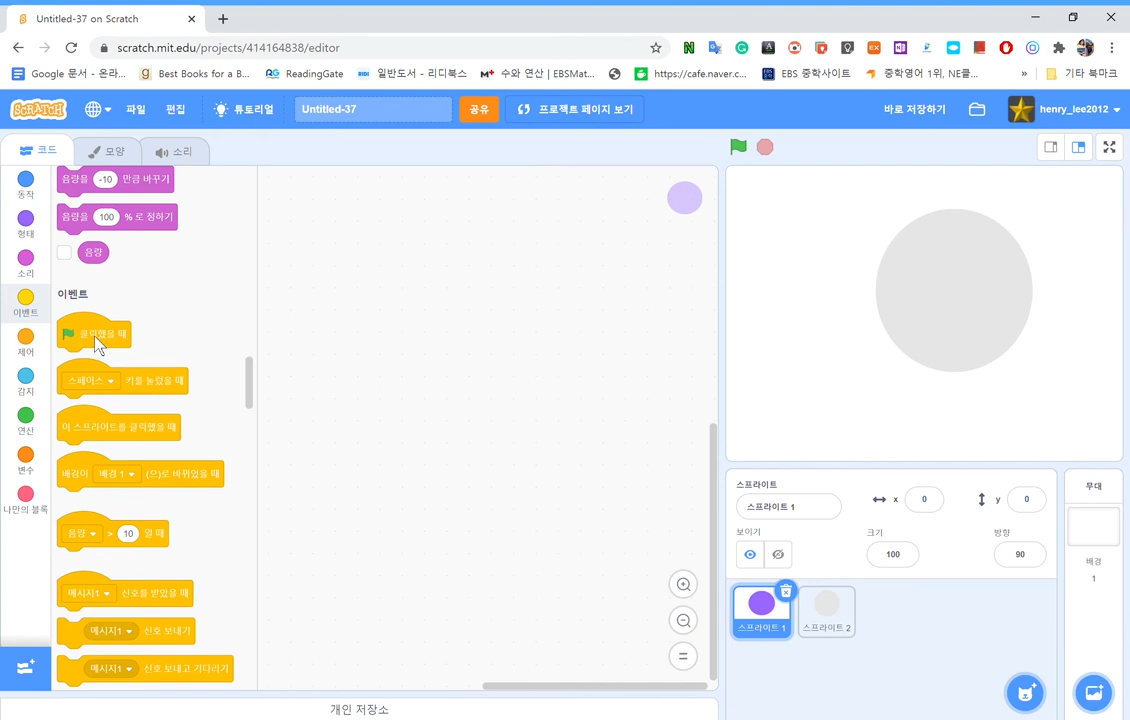 Untitled-37 on Scratch
scratch.mit.edu/projects/414164838/editor
Google 문서 - 온라...
Best Books for a B...
ReadingGate
일반도서 - 리디북스
수와 연산 | EBSMat...
https://cafe.naver.c...
EBS 중학사이트
중학영어 1위, NE클...
»
기타 북마크
SCRATCH
파일
편집
튜토리얼
Untitled-37
공유
프로젝트 페이지 보기
바로 저장하기
henry_lee2012
코드
모양
소리
동작
형태
소리
이벤트
제어
감지
연산
변수
나만의 블록
음량을 -10 만큼 바꾸기
음량을 100 % 로 정하기
음량
이벤트
클릭했을 때
스페이스 키를 눌렀을 때
이 스프라이트를 클릭했을 때
배경이 배경 1 (으)로 바뀌었을 때
음량 > 10 일 때
메시지1 신호를 받았을 때
메시지1 신호 보내기
메시지1 신호 보내고 기다리기
개인 저장소
스프라이트
스프라이트 1
x 0
y 0
보이기
크기
100
방향
90
스프라이트 1
스프라이트 2
무대
배경
1